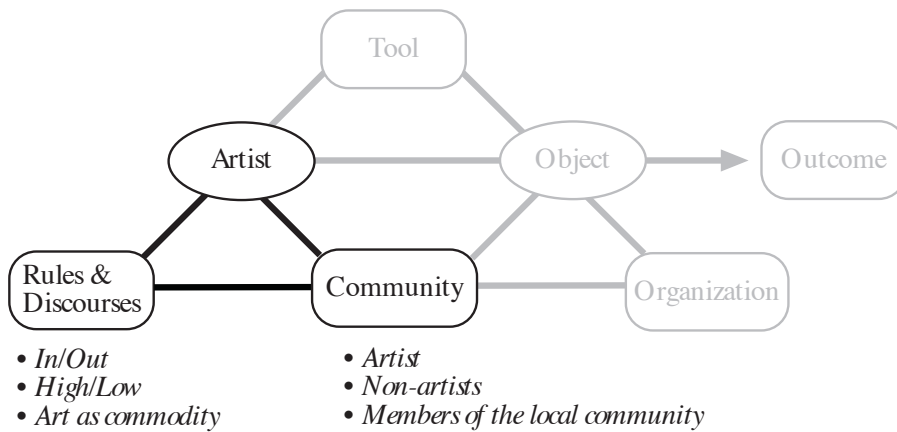 Tool
Artist
Object
Outcome
Rules &
Discourses
Community
Organization
• In/Out
• High/Low
• Art as commodity
• Artist
• Non-artists
• Members of the local community